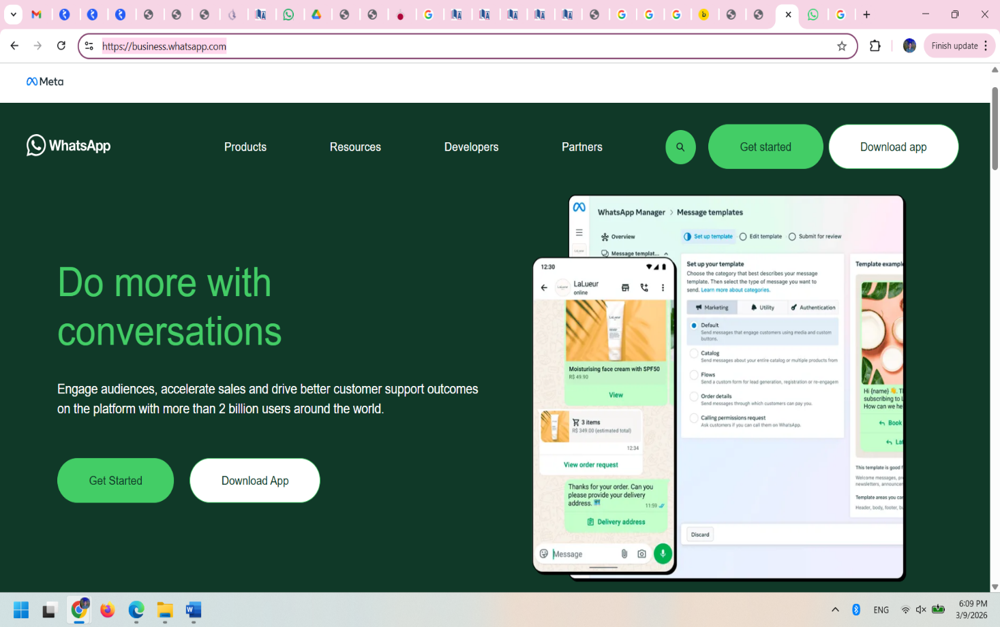 https://business.whatsapp.com
Finish update
Meta
WhatsApp
Products
Resources
Developers
Partners
Get started
Download app
Do more with
conversations
Engage audiences, accelerate sales and drive better customer support outcomes
on the platform with more than 2 billion users around the world.
Get Started
Download App
WhatsApp Manager > Message templates
Overview
Message templat...
Set up template
Edit template
Submit for review
Set up your template
Choose the category that best describes your message
template. Then select the type of message you want to
send. Learn more about categories.
Marketing
Utility
Authentication
Default
Send messages that engage customers using media and custom
buttons.
Catalog
Send messages about your entire catalog or multiple products from
Flows
Send a custom form for lead generation, registration or re-engagem
Order details
Send messages through which customers can pay you.
Calling permissions request
Ask customers if you can call them on WhatsApp.
Discard
Template exampl
Hi {name} 👋. T
subscribing to L
How can we he
Book
Lat
This template is good f
Welcome messages, pr
newsletters, announcer
Template areas you car
Header, body, footer, bu
12:30
LaLueur
online
LaLueur
Moisturising face cream with SPF50
R$ 49.90
View
3 items
R$ 349.00 (estimated total)
12:34
View order request
Thanks for your order. Can you
please provide your delivery
address.
11:59
Delivery address
Message
ENG
6:09 PM
3/9/2026